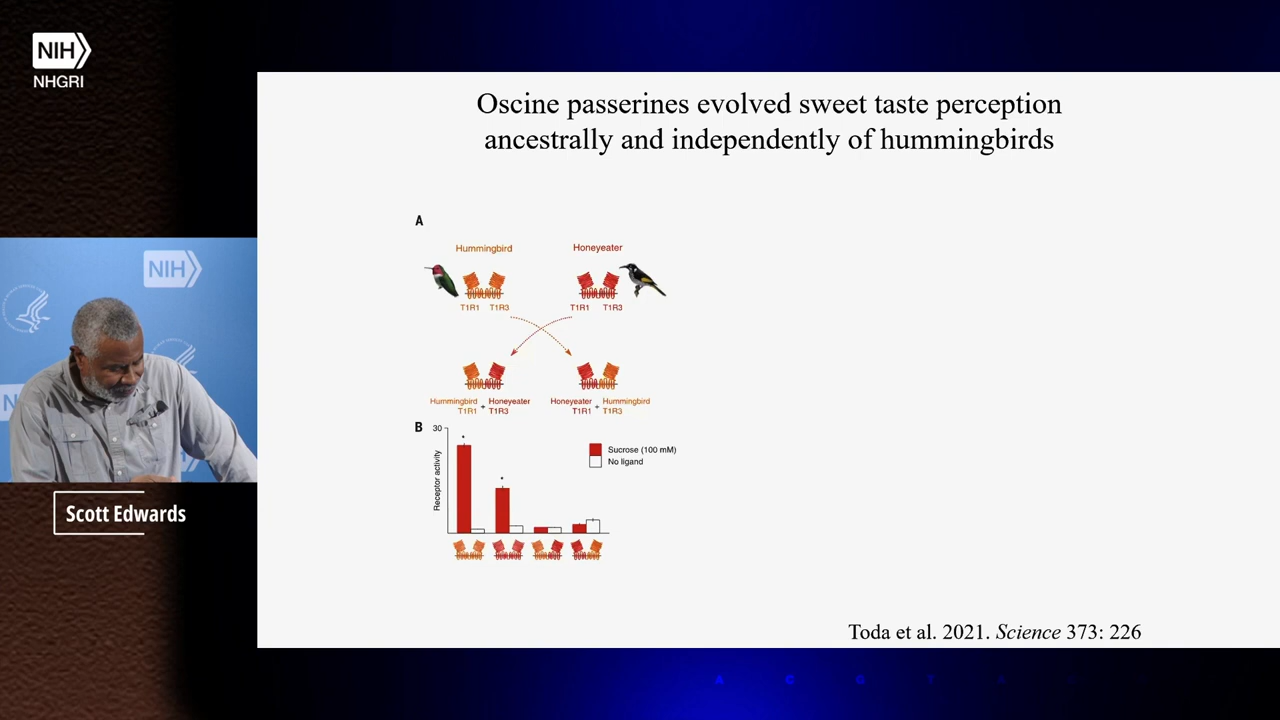 NIH
NHGRI
Oscine passerines evolved sweet taste perception
ancestrally and independently of hummingbirds
A
Hummingbird
Honeyeater
T1R1 T1R3
T1R1 T1R3
Hummingbird Honeyeater
T1R1 + T1R3
Honeyeater Hummingbird
T1R1 + T1R3
B
30
Receptor activity
Sucrose (100 mM)
No ligand
NIH
Scott Edwards
Toda et al. 2021. Science 373: 226
A C G T